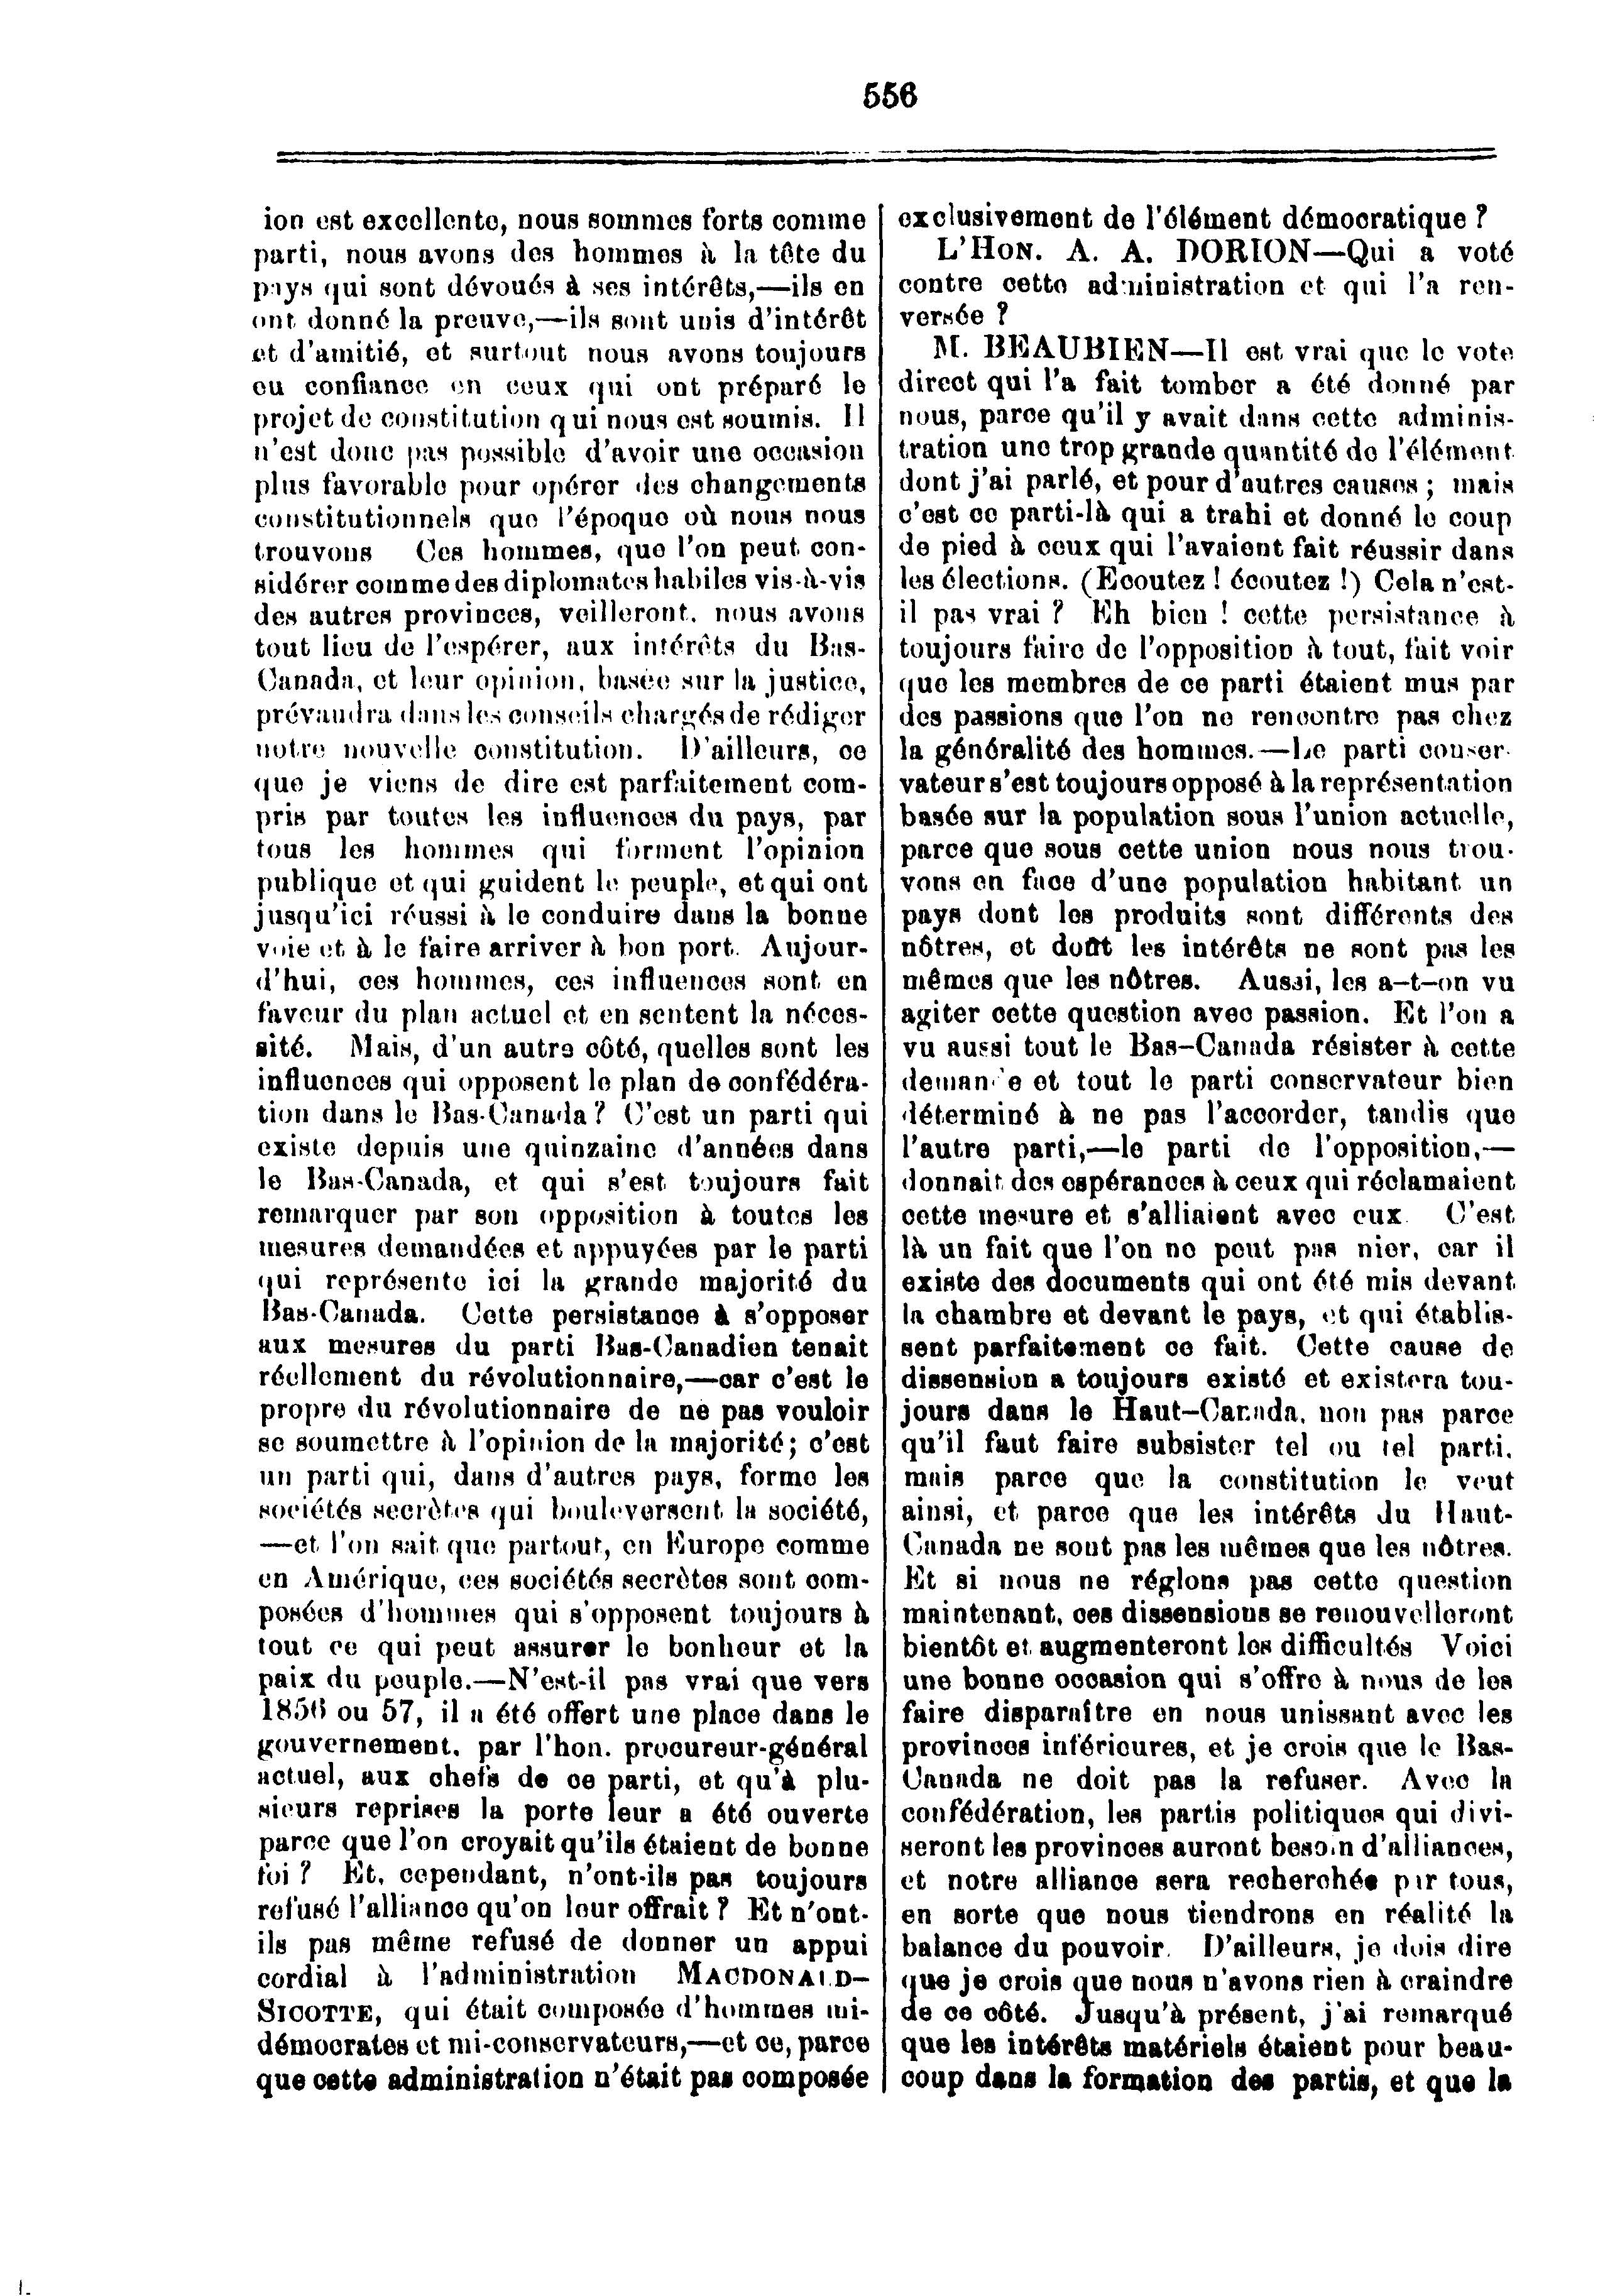 556
ion est excellente, nous sommes forts comme
parti, nous avons des hommes à la tête du
pays qui sont dévoués à ses intérêts,—ils en
ont donné la preuve,—ils sont unis d'intérêt
et d'amitié, et surtout nous avons toujours
eu confiance en ceux qui ont préparé le
projet de constitution qui nous est soumis. Il
n'est donc pas possible d'avoir une occasion
plus favorable pour opérer des changements
constitutionnels que l'époque où nous nous
trouvons Ces hommes, que l'on peut con-
sidérer comme des diplomates habiles vis-à-vis
des autres provinces, veilleront, nous avons
tout lieu de l'espérer, aux intérêts du Bas-
Canada, et leur opinion, basée sur la justice,
prévaudra dans les conseils chargés de rédiger
notre nouvelle constitution. D'ailleurs, ce
que je viens de dire est parfaitement com-
pris par toutes les influences du pays, par
tous les hommes qui forment l'opinion
publique et qui guident le peuple, et qui ont
jusqu'ici réussi à le conduire dans la bonne
voie et à le faire arriver à bon port. Aujour-
d'hui, ces hommes, ces influences sont en
faveur du plan actuel et en sentent la néces-
sité. Mais, d'un autre côté, quelles sont les
influences qui opposent le plan de confédéra-
tion dans le Bas-Canada? C'est un parti qui
existe depuis une quinzaine d'années dans
le Bas-Canada, et qui s'est toujours fait
remarquer par son opposition à toutes les
mesures demandées et appuyées par le parti
qui représente ici la grande majorité du
Bas-Canada. Cette persistance à s'opposer
aux mesures du parti Bas-Canadien tenait
réellement du révolutionnaire,—car c'est le
propre du révolutionnaire de ne pas vouloir
se soumettre à l'opinion de la majorité; c'est
un parti qui, dans d'autres pays, forme les
sociétés secrètes qui bouleversent la société,
—et l'on sait que partout, en Europe comme
en Amérique, ces sociétés secrètes sont com-
posées d'hommes qui s'opposent toujours à
tout ce qui peut assurer le bonheur et la
paix du peuple.—N'est-il pas vrai que vers
1856 ou 57, il a été offert une place dans le
gouvernement, par l'hon. procureur-général
actuel, aux chefs de ce parti, et qu'à plu-
sieurs reprises la porte leur a été ouverte
parce que l'on croyait qu'ils étaient de bonne
foi ? Et, cependant, n'ont-ils pas toujours
refusé l'alliance qu'on leur offrait ? Et n'ont-
ils pas même refusé de donner un appui
cordial à l'administration MACDONALD-
SICOTTE, qui était composée d'hommes mi-
démocrates et mi-conservateurs,—et ce, parce
que cette administration n'était pas composée
exclusivement de l'élément démocratique ?
L'HON. A. A. DORION—Qui a voté
contre cette administration et qui l'a ren-
versée ?
M. BEAUBIEN—Il est vrai que le vote
direct qui l'a fait tomber a été donné par
nous, parce qu'il y avait dans cette adminis-
tration une trop grande quantité de l'élément
dont j'ai parlé, et pour d'autres causes ; mais
c'est ce parti-là qui a trahi et donné le coup
de pied à ceux qui l'avaient fait réussir dans
les élections. (Ecoutez ! écoutez !) Cela n'est-
il pas vrai ? Eh bien ! cette persistance à
toujours faire de l'opposition à tout, fait voir
que les membres de ce parti étaient mus par
des passions que l'on ne rencontre pas chez
la généralité des hommes.—Le parti conser-
vateur s'est toujours opposé à la représentation
basée sur la population sous l'union actuelle,
parce que sous cette union nous nous trou-
vons en face d'une population habitant un
pays dont les produits sont différents des
nôtres, et dont les intérêts ne sont pas les
mêmes que les nôtres. Aussi, les a-t-on vu
agiter cette question avec passion. Et l'on a
vu aussi tout le Bas-Canada résister à cette
demande et tout le parti conservateur bien
déterminé à ne pas l'accorder, tandis que
l'autre parti,—le parti de l'opposition,—
donnait des espérances à ceux qui réclamaient
cette mesure et s'alliaient avec eux C'est
là un fait que l'on ne peut pas nier, car il
existe des documents qui ont été mis devant
la chambre et devant le pays, et qui établis-
sent parfaitement ce fait. Cette cause de
dissension a toujours existé et existera tou-
jours dans le Haut-Canada, non pas parce
qu'il faut faire subsister tel ou tel parti,
mais parce que la constitution le veut
ainsi, et parce que les intérêts du Haut-
Canada ne sont pas les mêmes que les nôtres.
Et si nous ne réglons pas cette question
maintenant, ces dissensions se renouvelleront
bientôt et augmenteront les difficultés Voici
une bonne occasion qui s'offre à nous de les
faire disparaître en nous unissant avec les
provinces inférieures, et je crois que le Bas-
Canada ne doit pas la refuser. Avec la
confédération, les partis politiques qui divi-
seront les provinces auront besoin d'alliances,
et notre alliance sera recherchée par tous,
en sorte que nous tiendrons en réalité la
balance du pouvoir. D'ailleurs, je dois dire
que je crois que nous n'avons rien à craindre
de ce côté. Jusqu'à présent, j'ai remarqué
que les intérêts matériels étaient pour beau-
coup dans la formation des partis, et que la